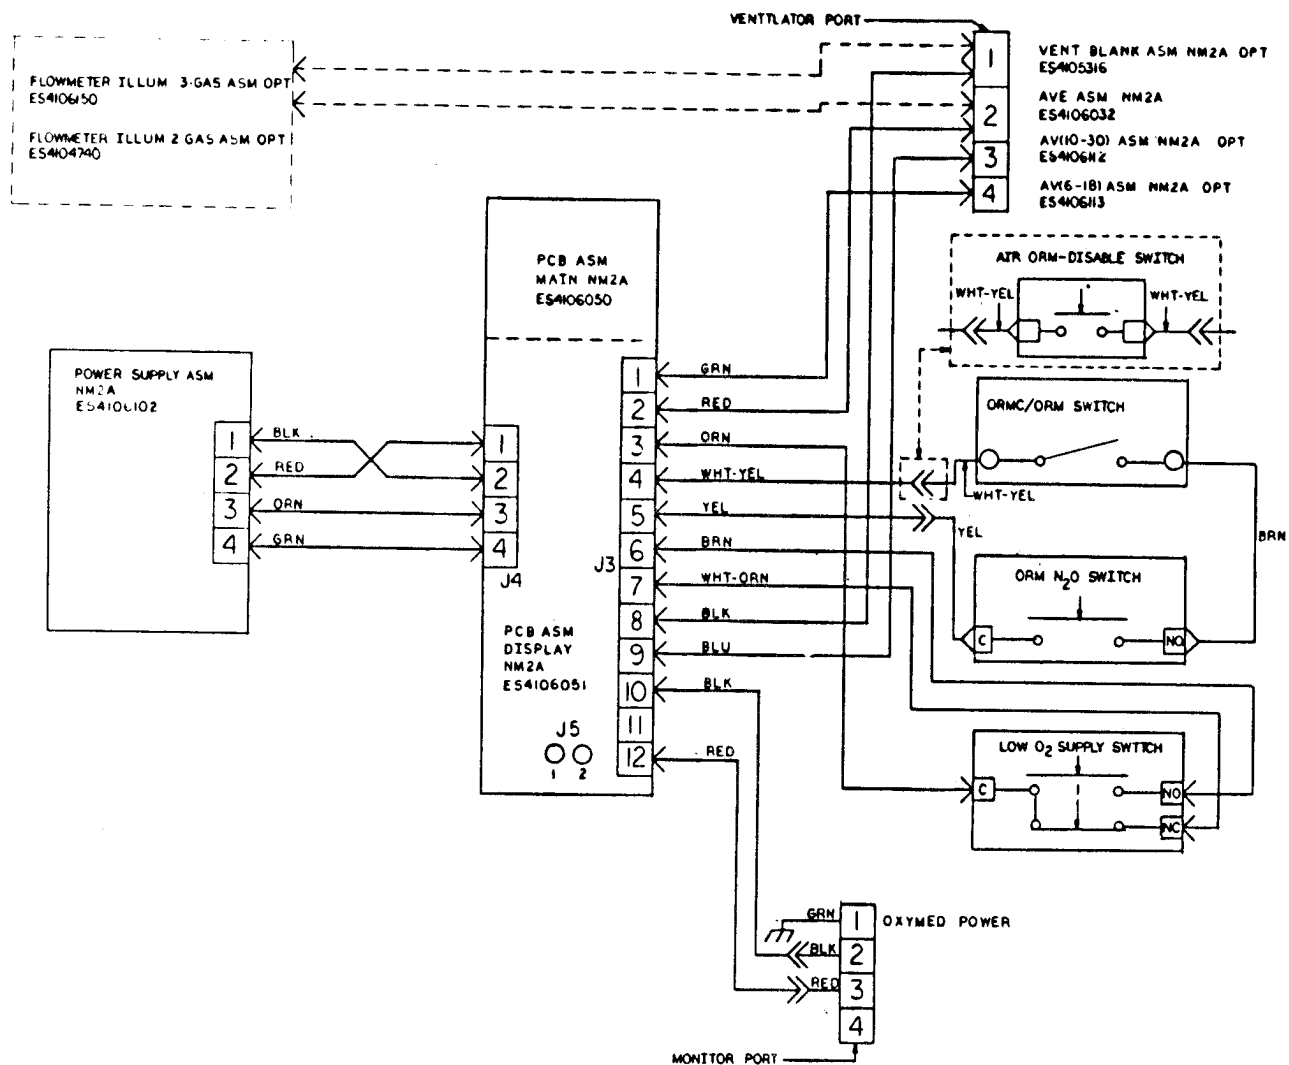 VENTTLATOR PORT
FLOWMETER ILLUM 3-GAS ASM OPT
ES4106150
FLOWMETER ILLUM 2 GAS ASM OPT
ES4104740
1
2
3
4
VENT BLANK ASM NM2A OPT
ES4105316
AVE ASM NM2A
ES4106032
AV(10-30) ASM NM2A OPT
ES4106112
AV(6-18) ASM NM2A OPT
ES4106113
AIR ORM-DISABLE SWITCH
WHT-YEL
WHT-YEL
PCB ASM
MAIN NM2A
ES4106050
POWER SUPPLY ASM
NM2A
ES4106102
1
2
3
4
BLK
RED
ORN
GRN
1
2
3
4
J4
PCB ASM
DISPLAY
NM2A
ES4106051
J5
1 2
J3
1
2
3
4
5
6
7
8
9
10
11
12
GRN
RED
ORN
WHT-YEL
YEL
BRN
WHT-ORN
BLK
BLU
BLK
RED
ORMC/ORM SWITCH
WHT-YEL
YEL
BRN
ORM N2O SWITCH
C
NO
LOW O2 SUPPLY SWTTCH
C
NO
NC
GRN
BLK
RED
1
2
3
4
OXYMED POWER
MONITOR PORT